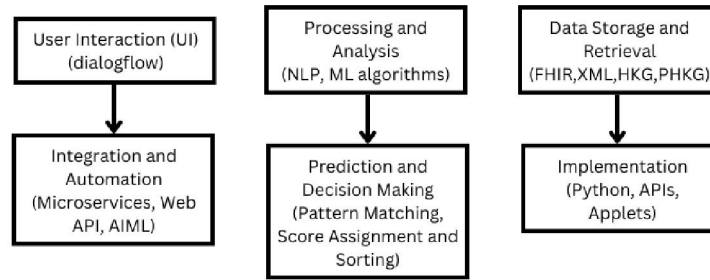 User Interaction (UI)
(dialogflow)
Processing and
Analysis
(NLP, ML algorithms)
Data Storage and
Retrieval
(FHIR,XML,HKG,PHKG)
Integration and
Automation
(Microservices, Web
API, AIML)
Prediction and
Decision Making
(Pattern Matching,
Score Assignment and
Sorting)
Implementation
(Python, APIs,
Applets)